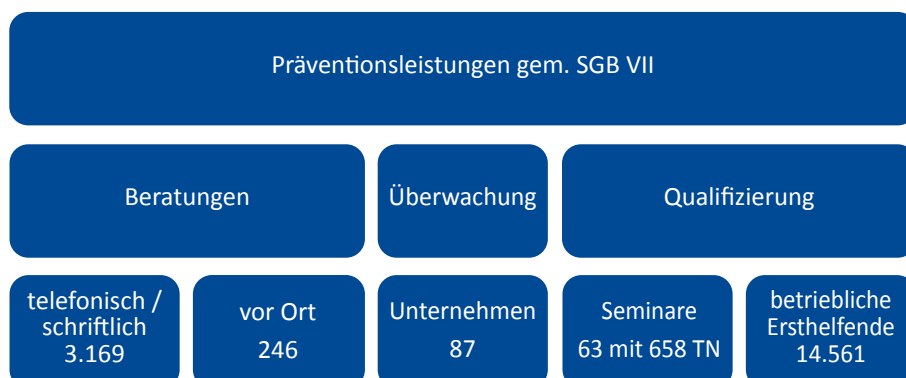 Präventionsleistungen gem. SGB VII
Beratungen
Überwachung
Qualifizierung
telefonisch /
schriftlich
3.169
vor Ort
246
Unternehmen
87
Seminare
63 mit 658 TN
betriebliche
Ersthelfende
14.561